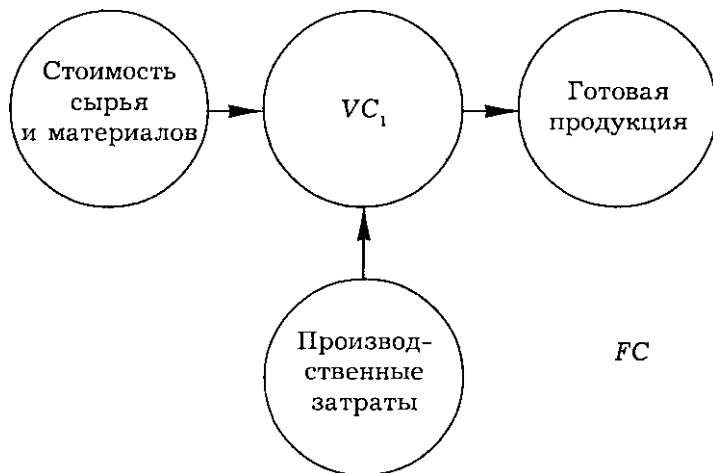 Стоимость
сырья
и материалов
VC₁
Готовая
продукция
Производ-
ственные
затраты
FC